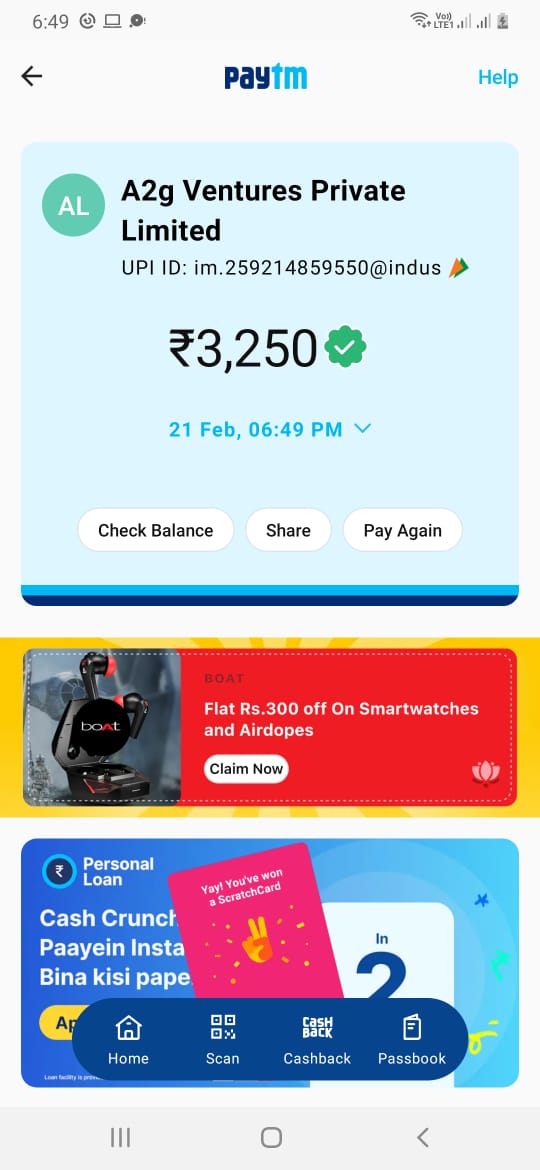 6:49
Vo))
LTE1
paytm
Help
AL
A2g Ventures Private
Limited
UPI ID: im.259214859550@indus
₹3,250
21 Feb, 06:49 PM
Check Balance
Share
Pay Again
boAt
BOAT
Flat Rs.300 off On Smartwatches
and Airdopes
Claim Now
₹
Personal
Loan
Cash Crunch
Paayein Insta
Bina kisi pape
Ap
Loan facility is prov
Yay! You've won
a ScratchCard
In
2
Home
Scan
CASH
BACK
Cashback
Passbook